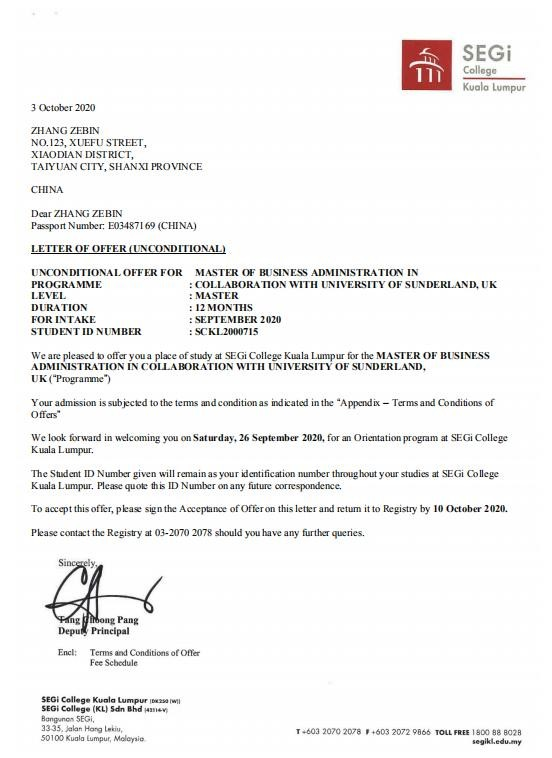 SEGi
College
Kuala Lumpur
3 October 2020
ZHANG ZEBIN
NO.123, XUEFU STREET,
XIAODIAN DISTRICT,
TAIYUAN CITY, SHANXI PROVINCE
CHINA
Dear ZHANG ZEBIN
Passport Number: E03487169 (CHINA)
LETTER OF OFFER (UNCONDITIONAL)
UNCONDITIONAL OFFER FOR MASTER OF BUSINESS ADMINISTRATION IN
PROGRAMME : COLLABORATION WITH UNIVERSITY OF SUNDERLAND, UK
LEVEL : MASTER
DURATION : 12 MONTHS
FOR INTAKE : SEPTEMBER 2020
STUDENT ID NUMBER : SCKL2000715
We are pleased to offer you a place of study at SEGi College Kuala Lumpur for the MASTER OF BUSINESS
ADMINISTRATION IN COLLABORATION WITH UNIVERSITY OF SUNDERLAND,
UK ("Programme")
Your admission is subjected to the terms and condition as indicated in the "Appendix – Terms and Conditions of
Offers"
We look forward in welcoming you on Saturday, 26 September 2020, for an Orientation program at SEGi College
Kuala Lumpur.
The Student ID Number given will remain as your identification number throughout your studies at SEGi College
Kuala Lumpur. Please quote this ID Number on any future correspondence.
To accept this offer, please sign the Acceptance of Offer on this letter and return it to Registry by 10 October 2020.
Please contact the Registry at 03-2070 2078 should you have any further queries.
Sincerely,
Tang Choong Pang
Deputy Principal
Encl: Terms and Conditions of Offer
Fee Schedule
SEGi College Kuala Lumpur (DK250 (W))
SEGi College (KL) Sdn Bhd (42114-V)
Bangunan SEGi,
33-35, Jalan Hang Lekiu,
50100 Kuala Lumpur, Malaysia.
T +603 2070 2078 F +603 2072 9866 TOLL FREE 1800 88 8028
segikl.edu.my